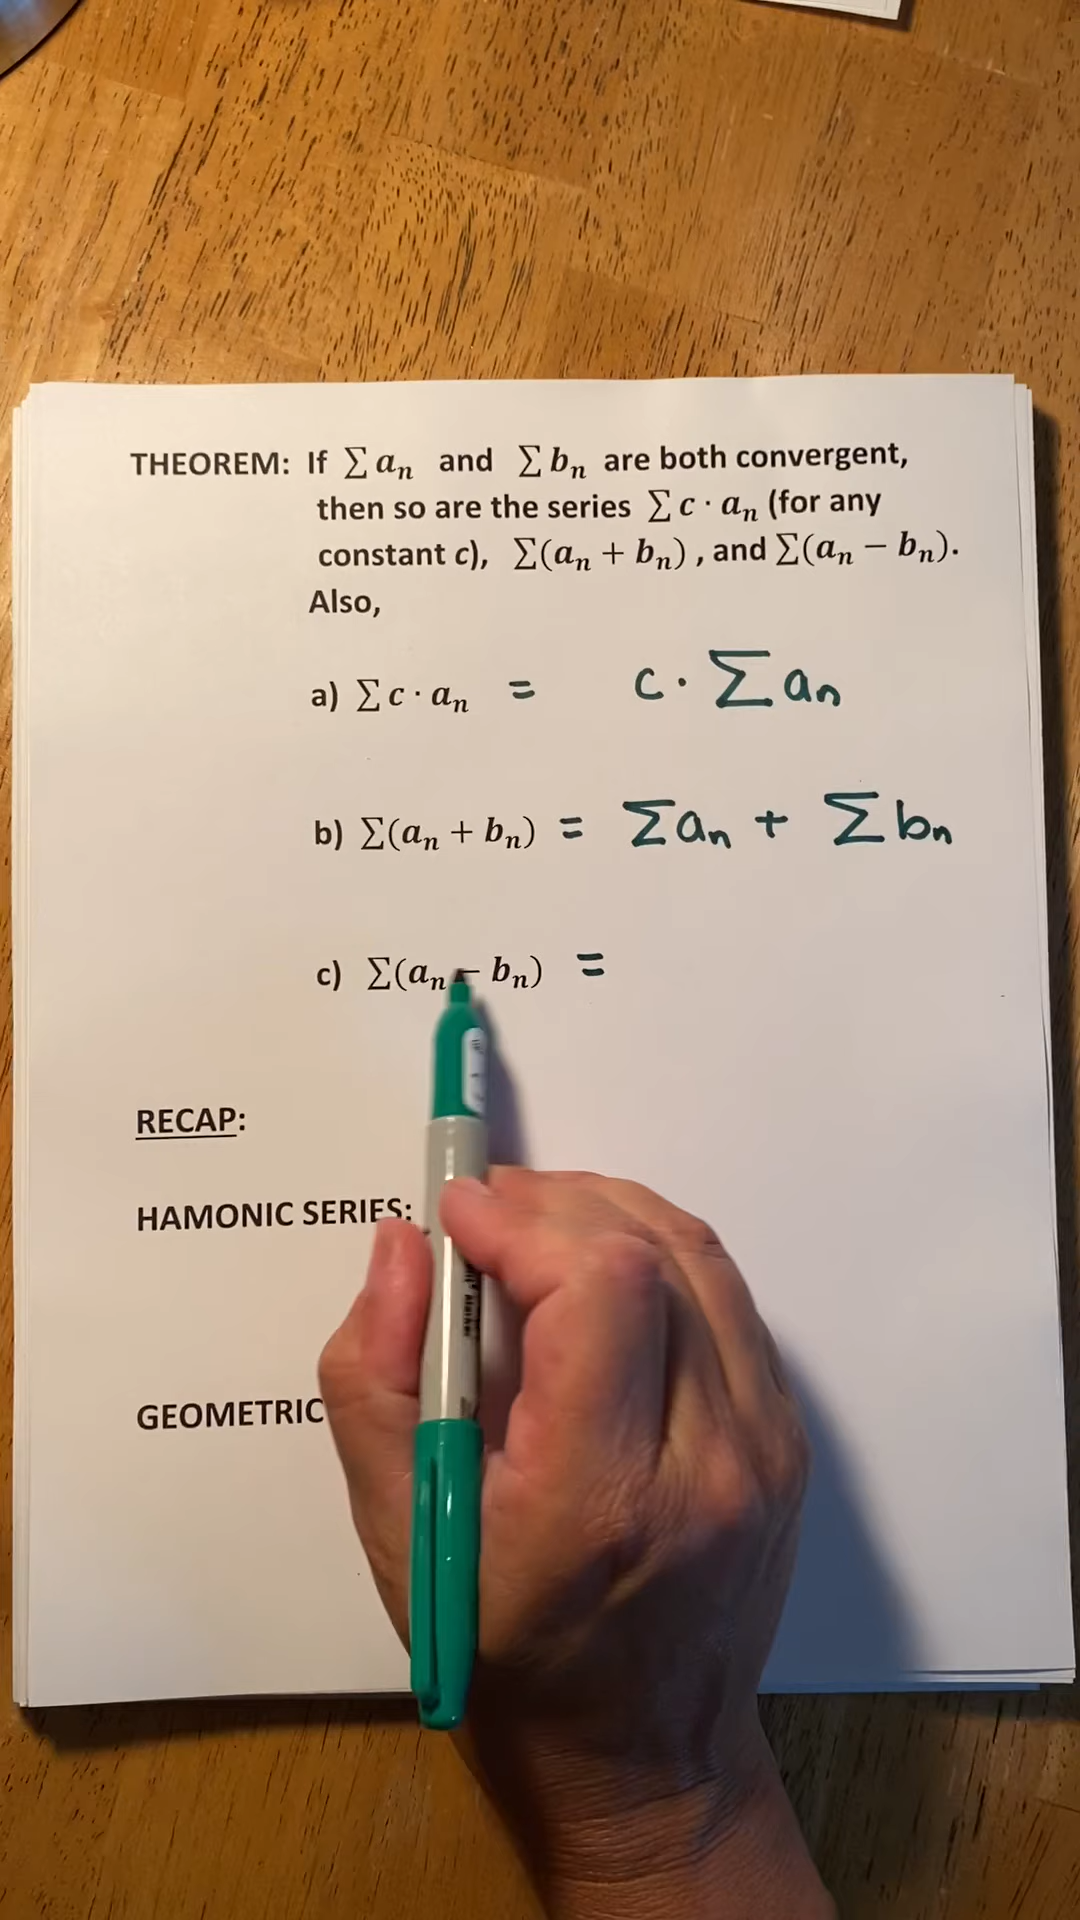 THEOREM: If ∑ aₙ and ∑ bₙ are both convergent,
then so are the series ∑ c · aₙ (for any
constant c), ∑(aₙ + bₙ) , and ∑(aₙ − bₙ).
Also,
a) ∑ c · aₙ = c · ∑ aₙ
b) ∑(aₙ + bₙ) = ∑aₙ + ∑bₙ
c) ∑(aₙ − bₙ) =
RECAP:
HAMONIC SERIES:
GEOMETRIC